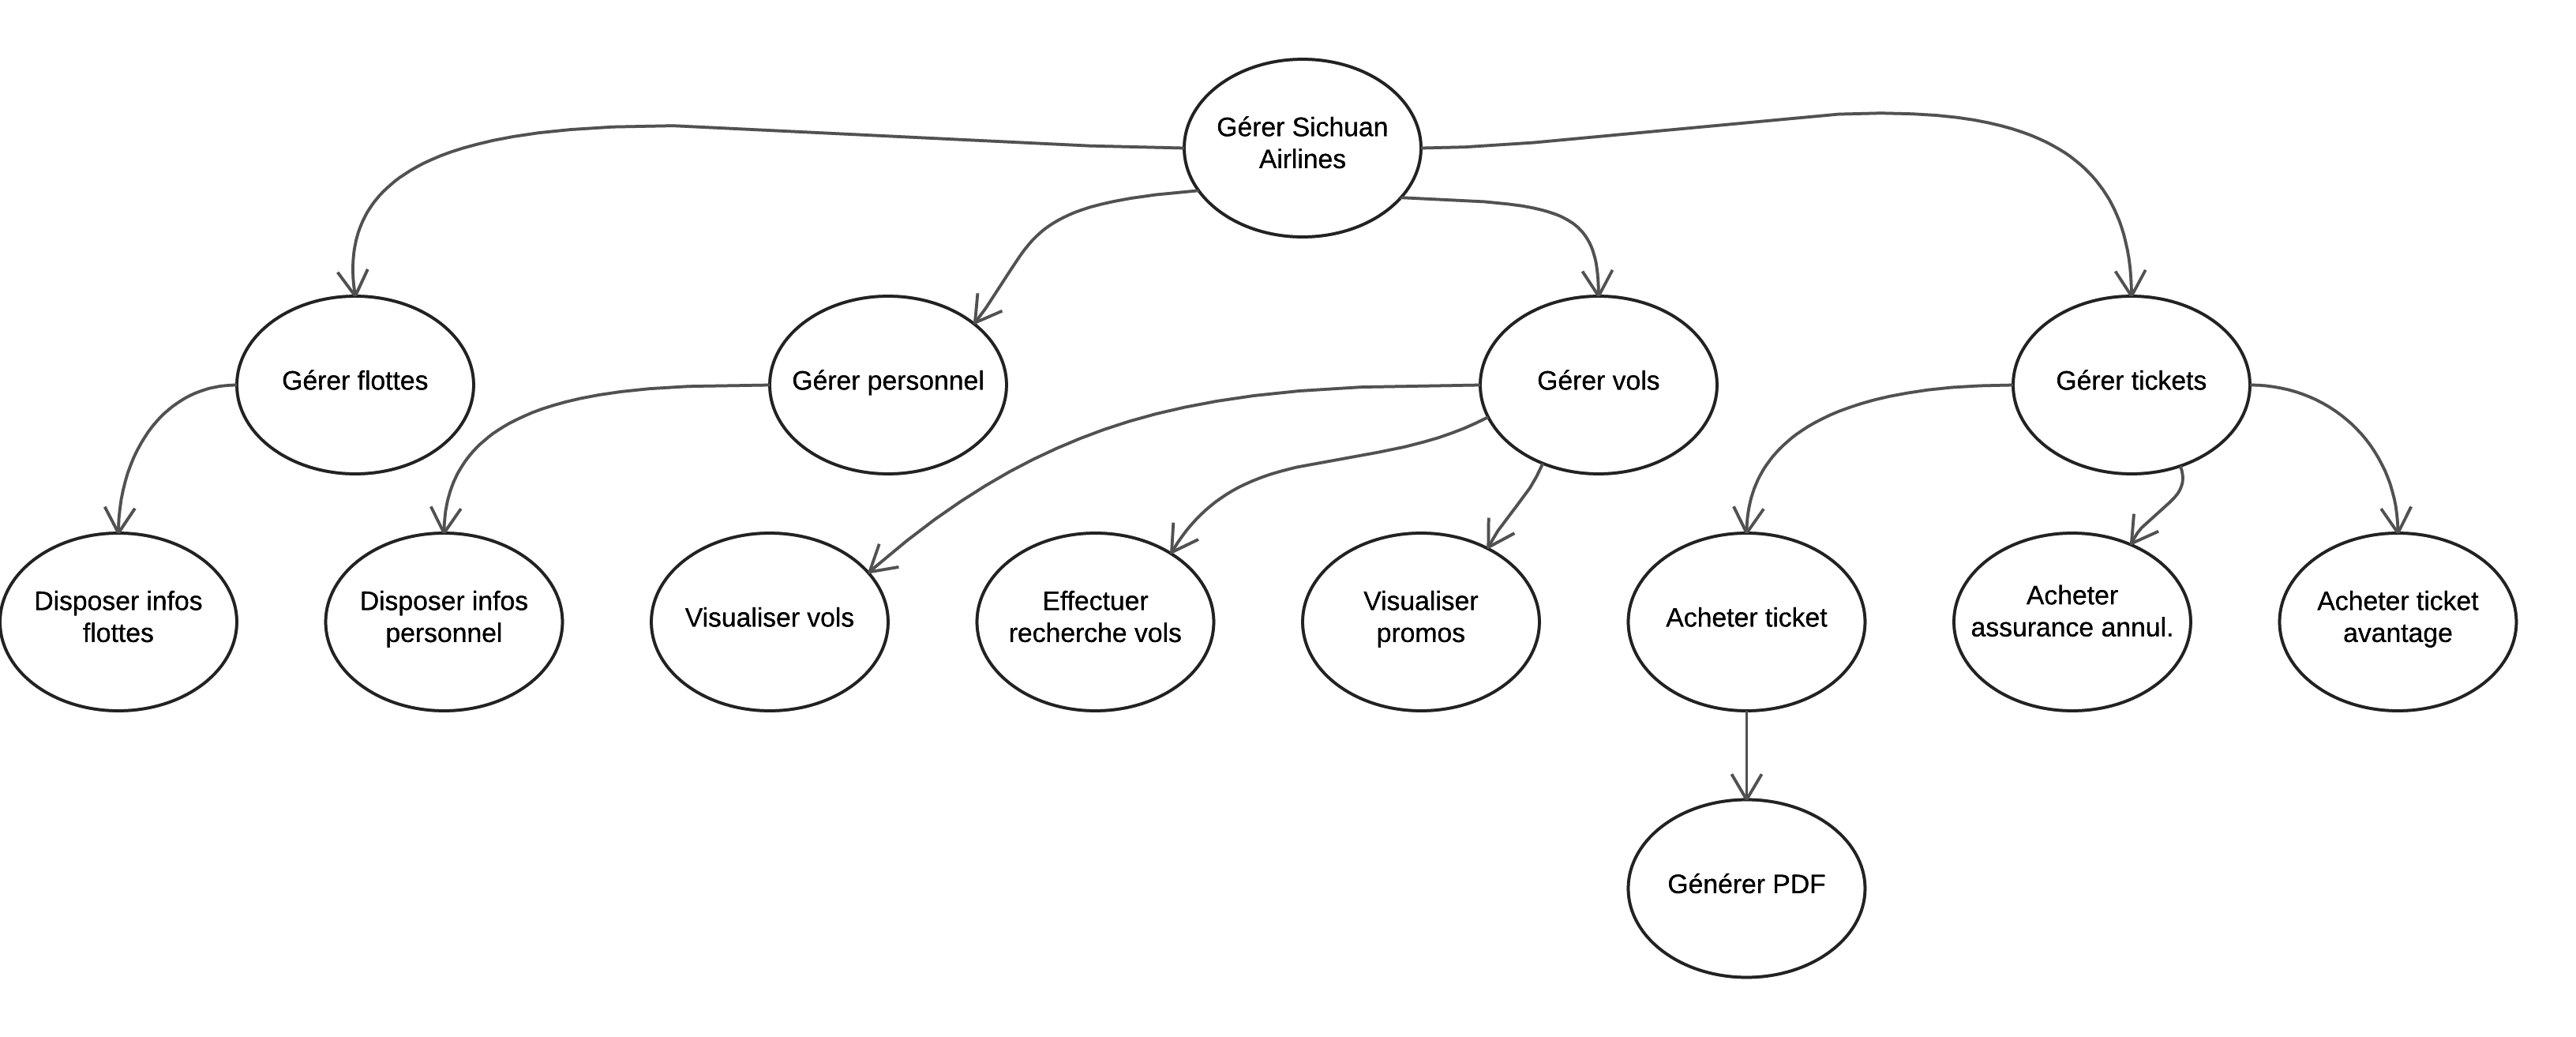 Gérer Sichuan
Airlines
Gérer flottes
Gérer personnel
Gérer vols
Gérer tickets
Disposer infos
flottes
Disposer infos
personnel
Visualiser vols
Effectuer
recherche vols
Visualiser
promos
Acheter ticket
Acheter
assurance annul.
Acheter ticket
avantage
Générer PDF